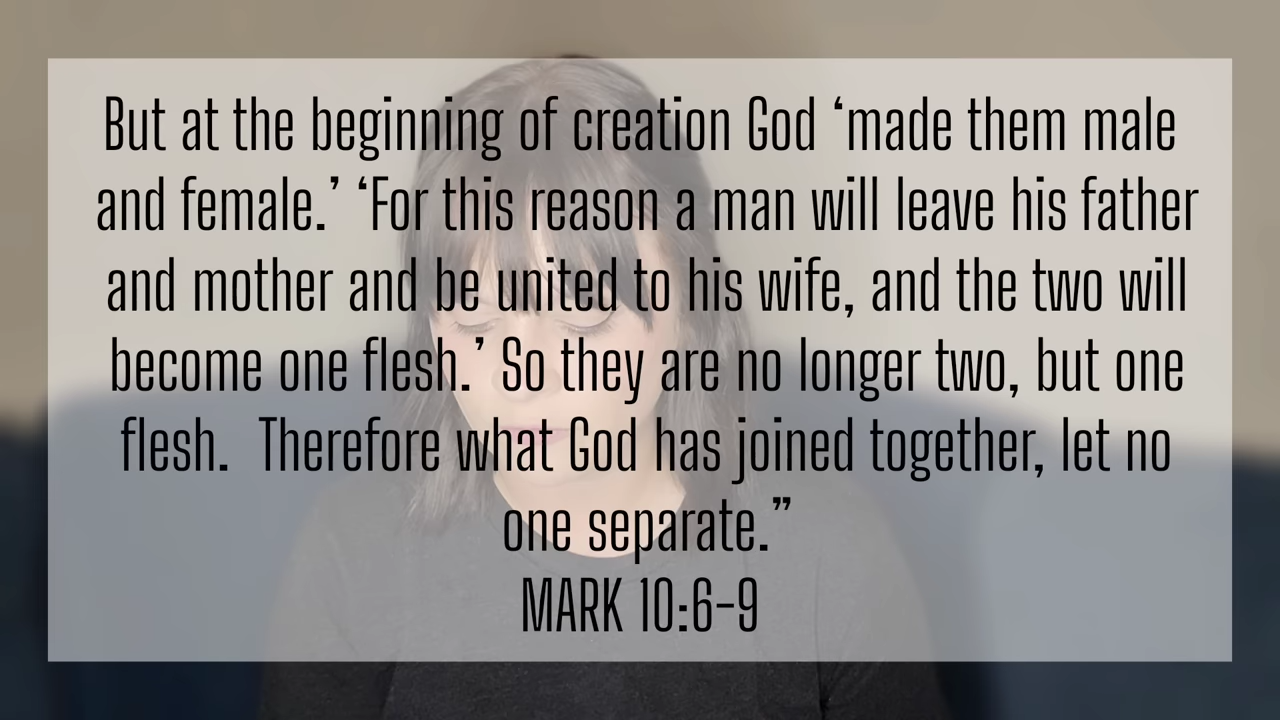 But at the beginning of creation God ‘made them male
and female.’ ‘For this reason a man will leave his father
and mother and be united to his wife, and the two will
become one flesh.’ So they are no longer two, but one
flesh.  Therefore what God has joined together, let no
one separate.”
MARK 10:6-9